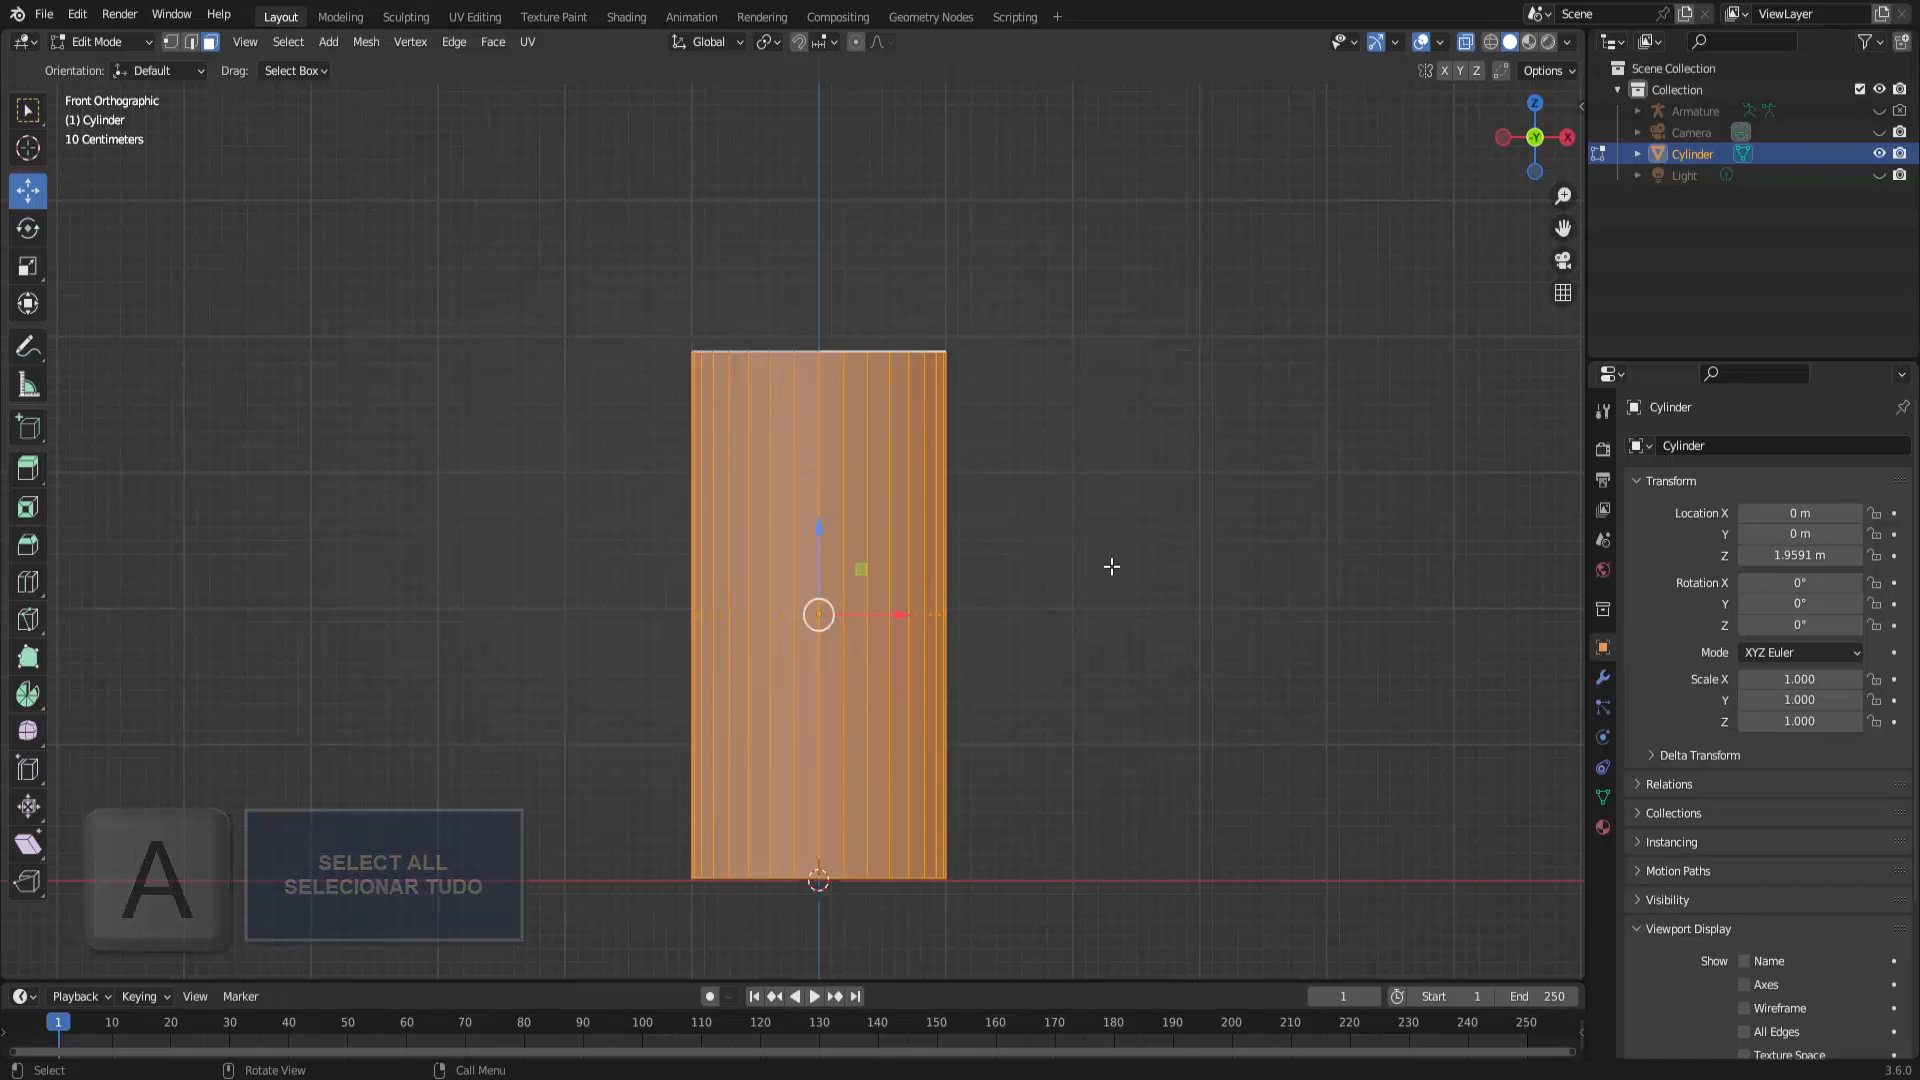 File Edit Render Window Help Layout Modeling Sculpting UV Editing Texture Paint Shading Animation Rendering Compositing Geometry Nodes Scripting + Scene ViewLayer
Edit Mode View Select Add Mesh Vertex Edge Face UV Global
Orientation: Default Drag: Select Box X Y Z Options
Front Orthographic
(1) Cylinder
10 Centimeters
Z
-Y X
Scene Collection
Collection
Armature
Camera
Cylinder
Light
Cylinder
Cylinder
Transform
Location X 0 m
Y 0 m
Z 1.9591 m
Rotation X 0°
Y 0°
Z 0°
Mode XYZ Euler
Scale X 1.000
Y 1.000
Z 1.000
Delta Transform
Relations
Collections
Instancing
Motion Paths
Visibility
Viewport Display
Show Name
Axes
Wireframe
All Edges
Texture Space
A
SELECT ALL
SELECIONAR TUDO
Playback Keying View Marker 1 Start 1 End 250
1 10 20 30 40 50 60 70 80 90 100 110 120 130 140 150 160 170 180 190 200 210 220 230 240 250
Select Rotate View Call Menu 3.6.0